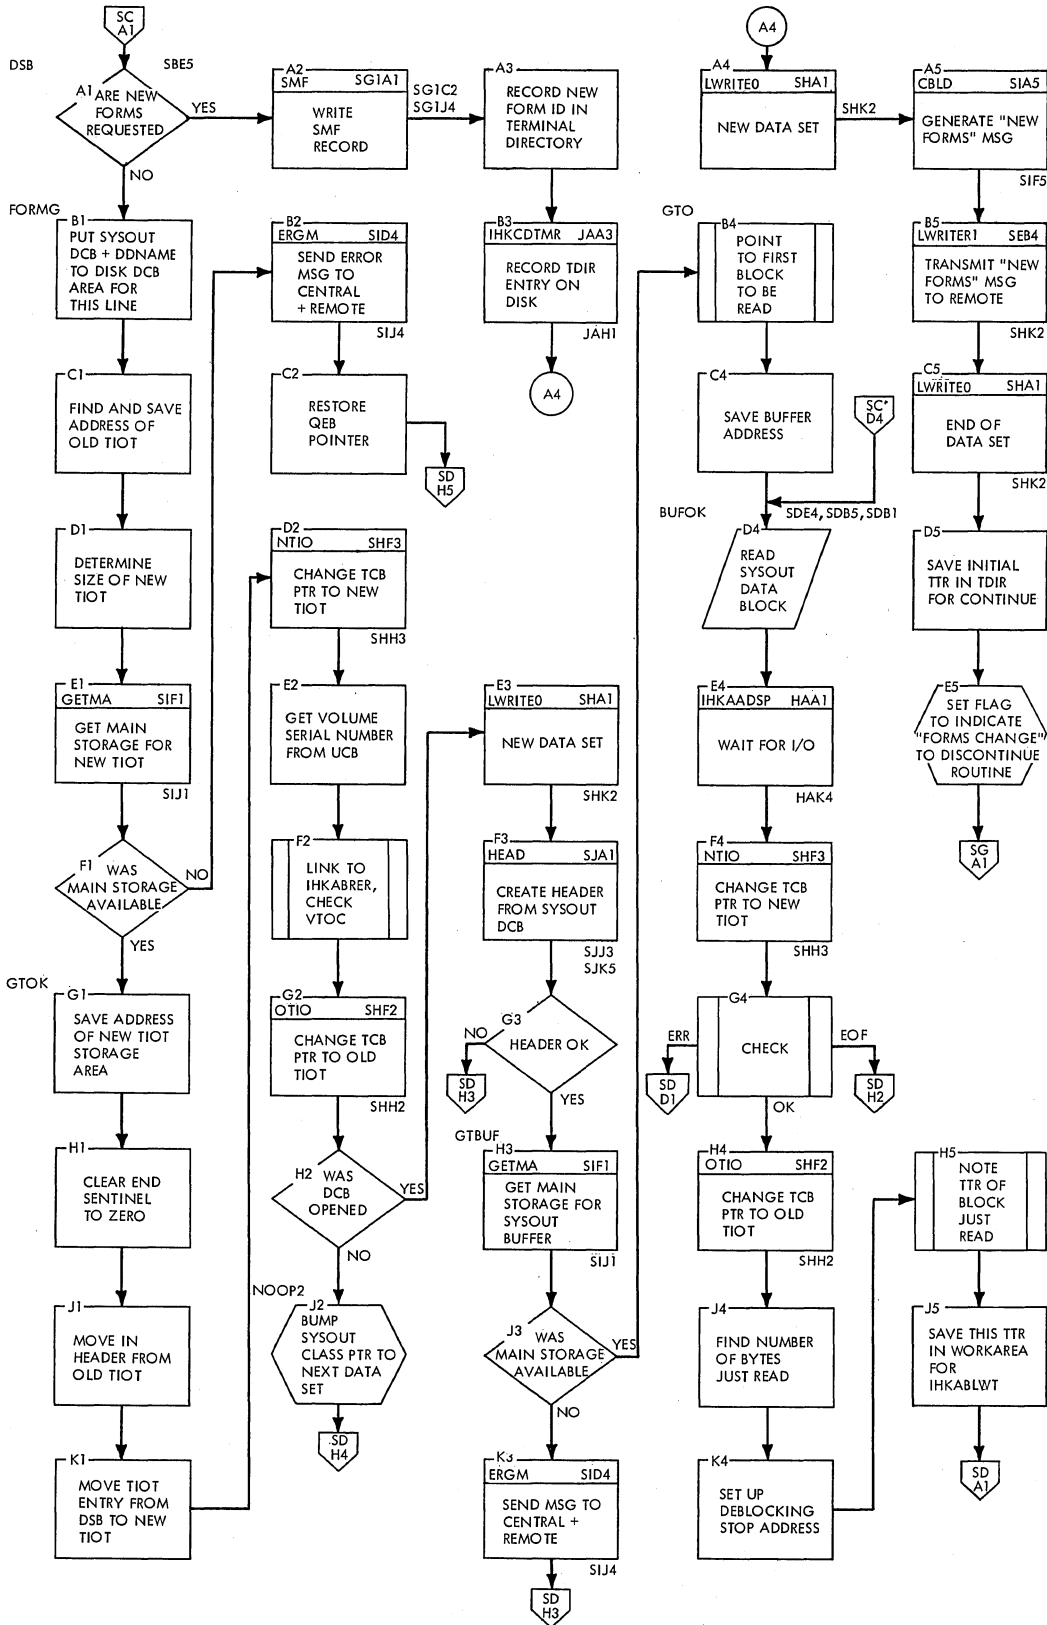 SC
A1
DSB
SBE5
A1
ARE NEW
FORMS
REQUESTED
YES
NO
FORMG
B1
PUT SYSOUT
DCB + DDNAME
TO DISK DCB
AREA FOR
THIS LINE
C1
FIND AND SAVE
ADDRESS OF
OLD TIOT
D1
DETERMINE
SIZE OF NEW
TIOT
E1
GETMA SIF1
GET MAIN
STORAGE FOR
NEW TIOT
SIJ1
F1
WAS
MAIN STORAGE
AVAILABLE
NO
YES
GTOK
G1
SAVE ADDRESS
OF NEW TIOT
STORAGE
AREA
H1
CLEAR END
SENTINEL
TO ZERO
J1
MOVE IN
HEADER FROM
OLD TIOT
K1
MOVE TIOT
ENTRY FROM
DSB TO NEW
TIOT
A2
SMF SG1A1
WRITE
SMF
RECORD
SG1C2
SG1J4
B2
ERGM SID4
SEND ERROR
MSG TO
CENTRAL
+ REMOTE
SIJ4
C2
RESTORE
QEB
POINTER
SD
H5
D2
NTIO SHF3
CHANGE TCB
PTR TO NEW
TIOT
SHH3
E2
GET VOLUME
SERIAL NUMBER
FROM UCB
F2
LINK TO
IHKABRER,
CHECK
VTOC
G2
OTIO SHF2
CHANGE TCB
PTR TO OLD
TIOT
SHH2
H2
WAS
DCB
OPENED
YES
NO
NOOP2
J2
BUMP
SYSOUT
CLASS PTR TO
NEXT DATA
SET
SD
H4
A3
RECORD NEW
FORM ID IN
TERMINAL
DIRECTORY
B3
IHKCDTMR JAA3
RECORD TDIR
ENTRY ON
DISK
JAH1
A4
E3
LWRITE0 SHA1
NEW DATA SET
SHK2
F3
HEAD SJA1
CREATE HEADER
FROM SYSOUT
DCB
SJJ3
SJK5
G3
HEADER OK
NO
SD
H3
YES
GTBUF
H3
GETMA SIF1
GET MAIN
STORAGE FOR
SYSOUT
BUFFER
SIJ1
J3
WAS
MAIN STORAGE
AVAILABLE
YES
NO
K3
ERGM SID4
SEND MSG TO
CENTRAL +
REMOTE
SIJ4
SD
H3
A4
A4
LWRITE0 SHA1
NEW DATA SET
SHK2
GTO
B4
POINT
TO FIRST
BLOCK
TO BE
READ
C4
SAVE BUFFER
ADDRESS
SC*
D4
SDE4, SDB5, SDB1
BUFOK
D4
READ
SYSOUT
DATA
BLOCK
E4
IHKAADSP HAA1
WAIT FOR I/O
HAK4
F4
NTIO SHF3
CHANGE TCB
PTR TO NEW
TIOT
SHH3
G4
CHECK
ERR
SD
D1
EOF
SD
H2
OK
H4
OTIO SHF2
CHANGE TCB
PTR TO OLD
TIOT
SHH2
J4
FIND NUMBER
OF BYTES
JUST READ
K4
SET UP
DEBLOCKING
STOP ADDRESS
A5
CBLD SIA5
GENERATE "NEW
FORMS" MSG
SIF5
B5
LWRITER1 SEB4
TRANSMIT "NEW
FORMS" MSG
TO REMOTE
SHK2
C5
LWRITE0 SHA1
END OF
DATA SET
SHK2
D5
SAVE INITIAL
TTR IN TDIR
FOR CONTINUE
E5
SET FLAG
TO INDICATE
"FORMS CHANGE"
TO DISCONTINUE
ROUTINE
SG
A1
H5
NOTE
TTR OF
BLOCK
JUST
READ
J5
SAVE THIS TTR
IN WORKAREA
FOR
IHKABLWT
SD
A1